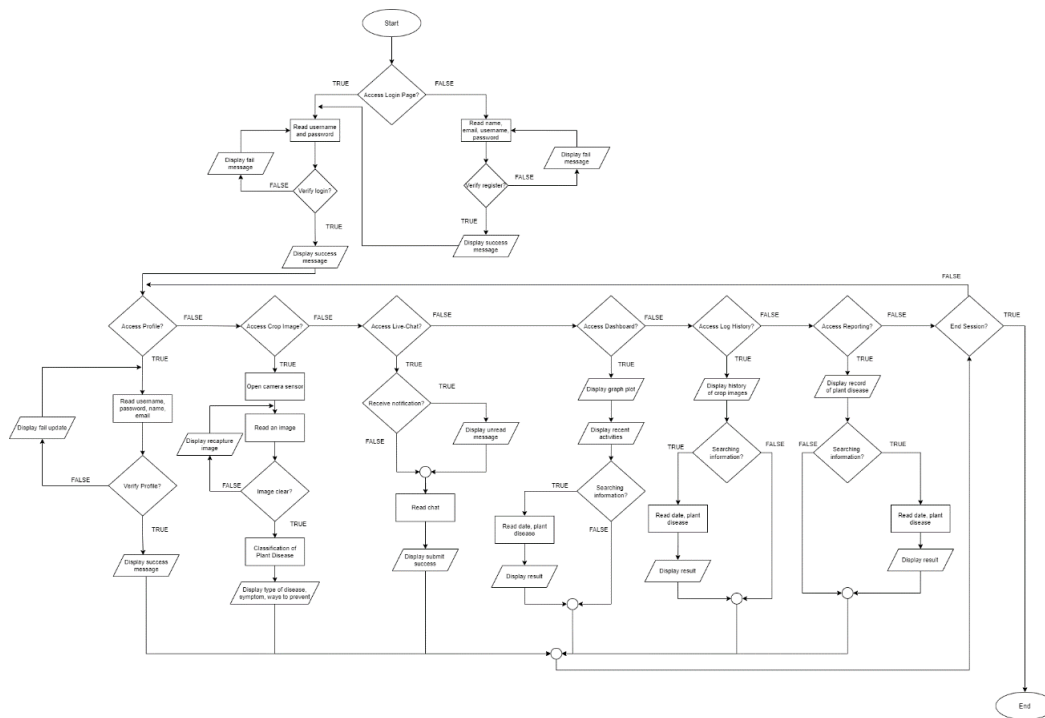 Start
TRUE
FALSE
Access Login Page?
Read username
and password
Read name,
email, username,
password
Display fail
message
Display fail
message
FALSE
Verify login?
Verify register?
FALSE
TRUE
TRUE
Display success
message
Display success
message
FALSE
Access Profile?
FALSE
Access Crop Image?
FALSE
Access Live-Chat?
FALSE
FALSE
Access Dashboard?
FALSE
Access Log History?
FALSE
Access Reporting?
FALSE
End Session?
TRUE
TRUE
TRUE
TRUE
TRUE
TRUE
TRUE
Open camera sensor
Display graph plot
Display history
of crop images
Display record
of plant disease
Read username,
password, name,
email
Receive notification?
TRUE
Display fail update
Read an image
Display recapture
image
Display unread
message
Display recent
activities
FALSE
TRUE
Searching
information?
FALSE
FALSE
Searching
information?
TRUE
FALSE
Verify Profile?
FALSE
Image clear?
TRUE
Searching
information?
FALSE
Read chat
Read date, plant
disease
Read date, plant
disease
Read date, plant
disease
TRUE
TRUE
Classification of
Plant Disease
Display success
message
Display submit
success
Display result
Display result
Display result
Display type of disease,
symptom, ways to prevent
End